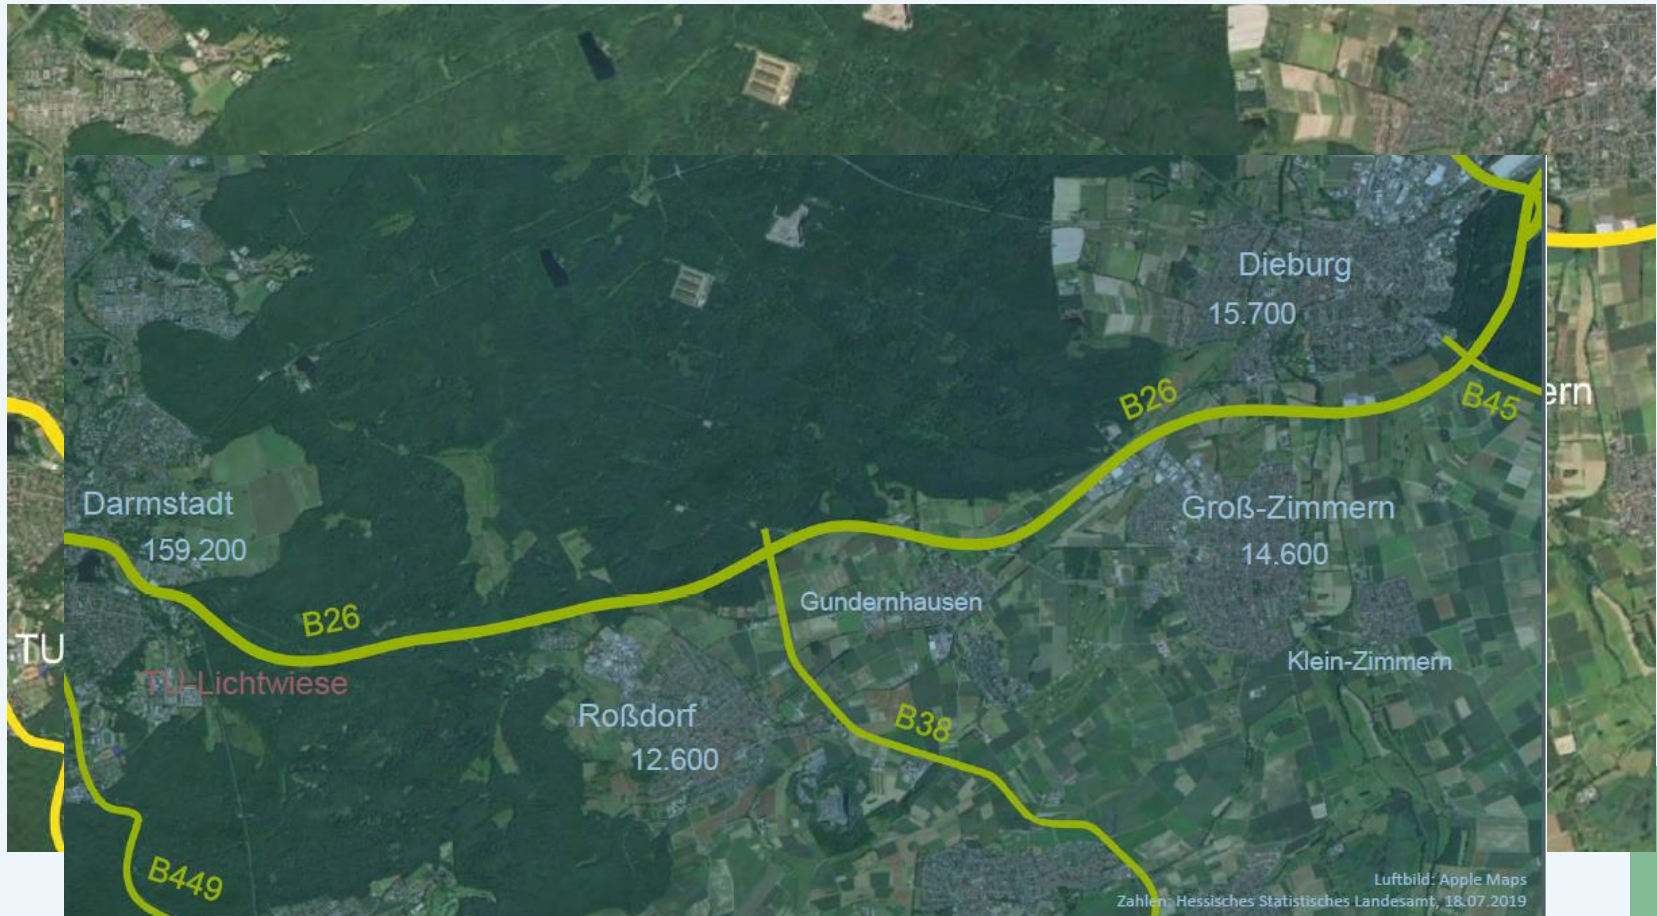 Dieburg
15.700
B26
B45
ern
Darmstadt
159.200
Groß-Zimmern
14.600
Gundernhausen
B26
TU
TU-Lichtwiese
Klein-Zimmern
Roßdorf
12.600
B38
B449
Luftbild: Apple Maps
Zahlen: Hessisches Statistisches Landesamt, 18.07.2019